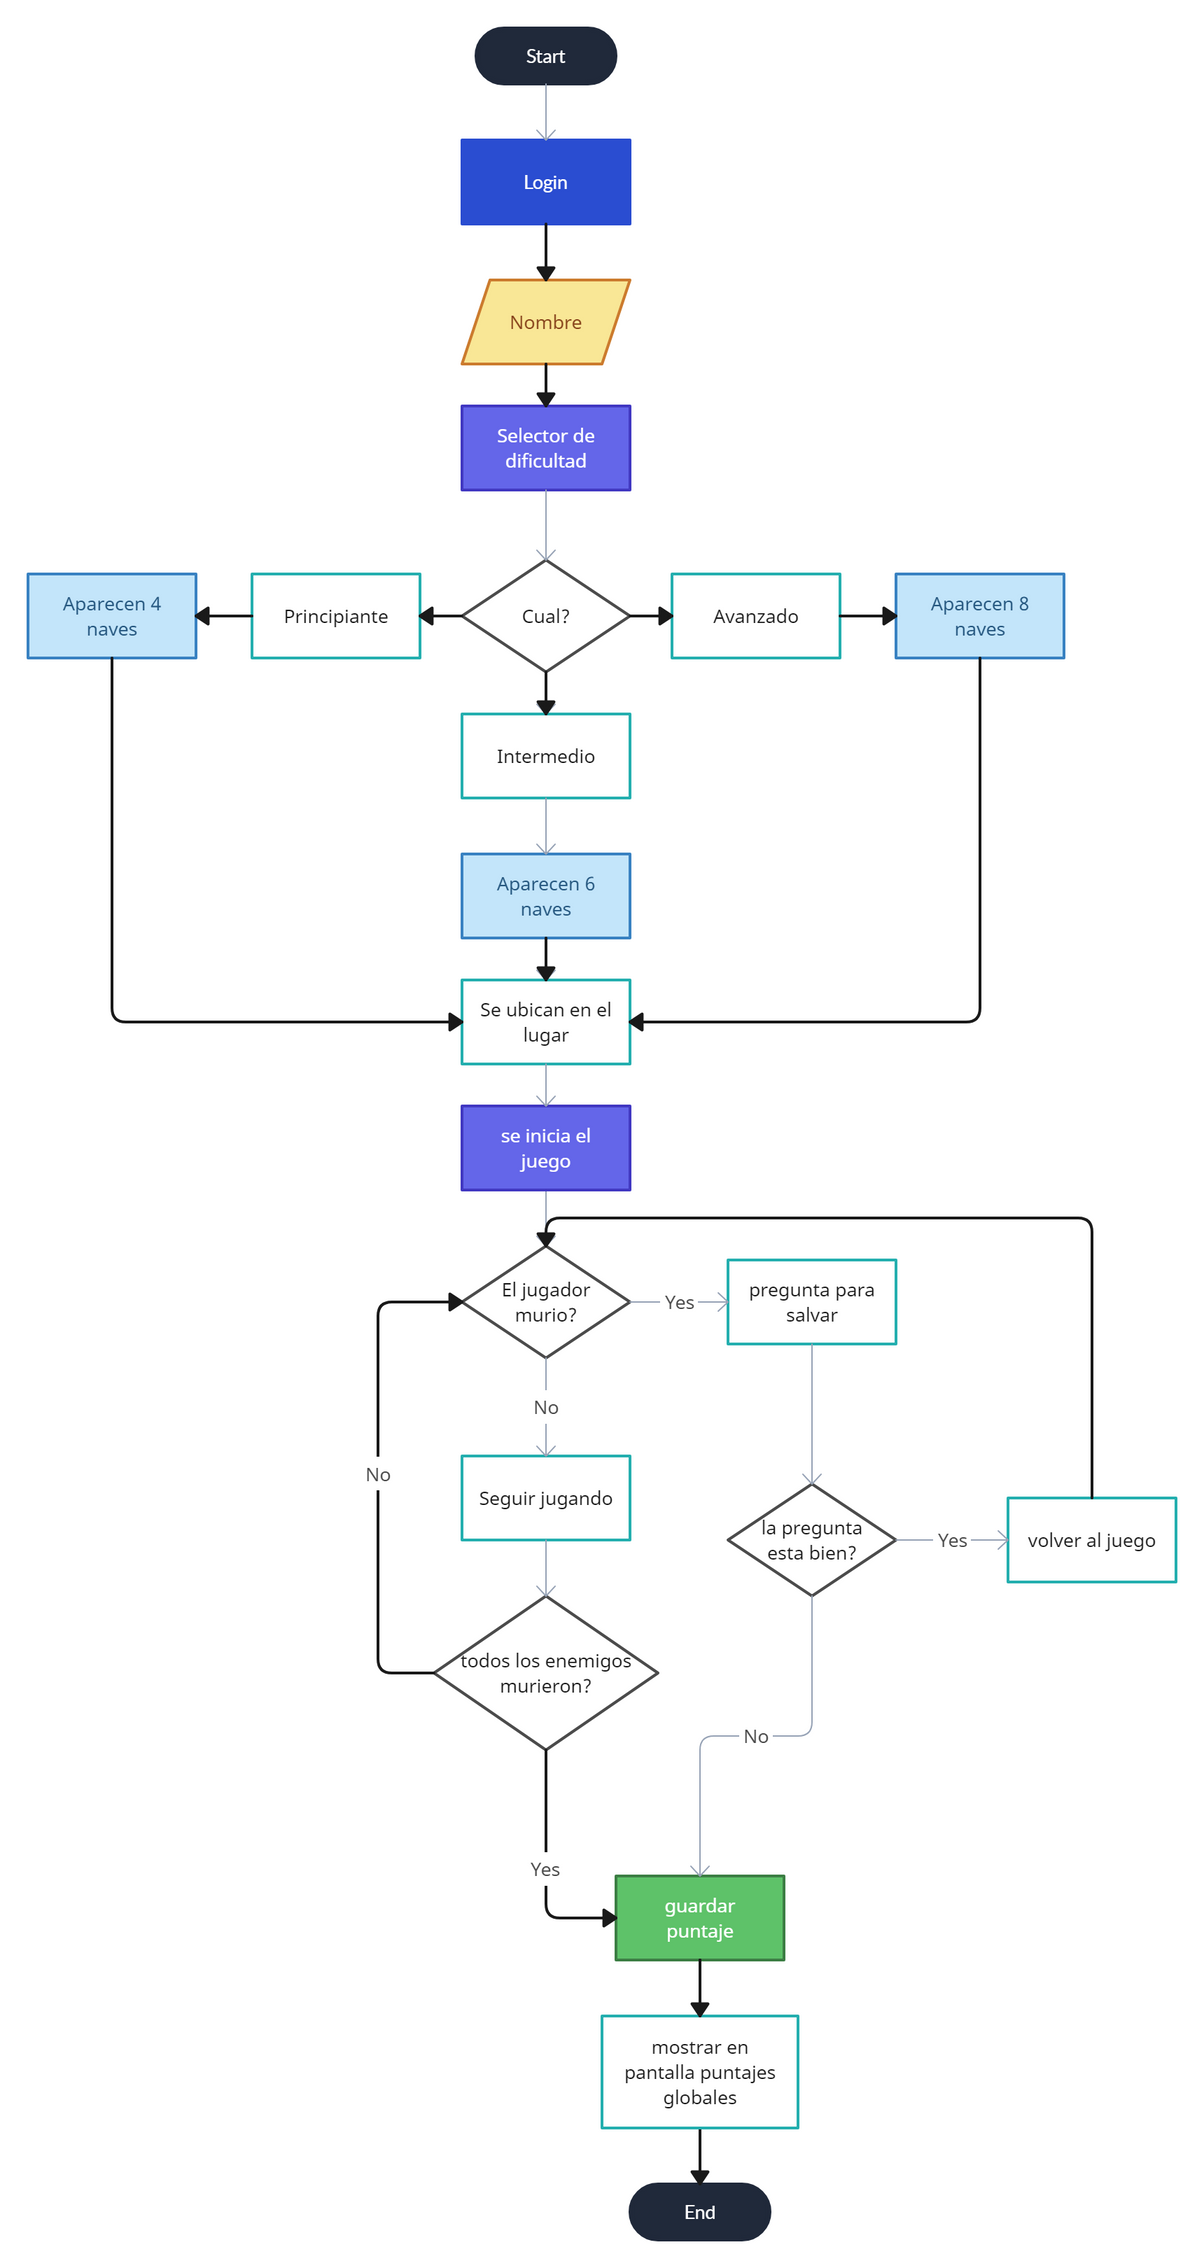 Start
Login
Nombre
Selector de
dificultad
Aparecen 4
naves
Principiante
Cual?
Avanzado
Aparecen 8
naves
Intermedio
Aparecen 6
naves
Se ubican en el
lugar
se inicia el
juego
El jugador
murio?
Yes
pregunta para
salvar
No
No
Seguir jugando
la pregunta
esta bien?
Yes
volver al juego
todos los enemigos
murieron?
No
Yes
guardar
puntaje
mostrar en
pantalla puntajes
globales
End